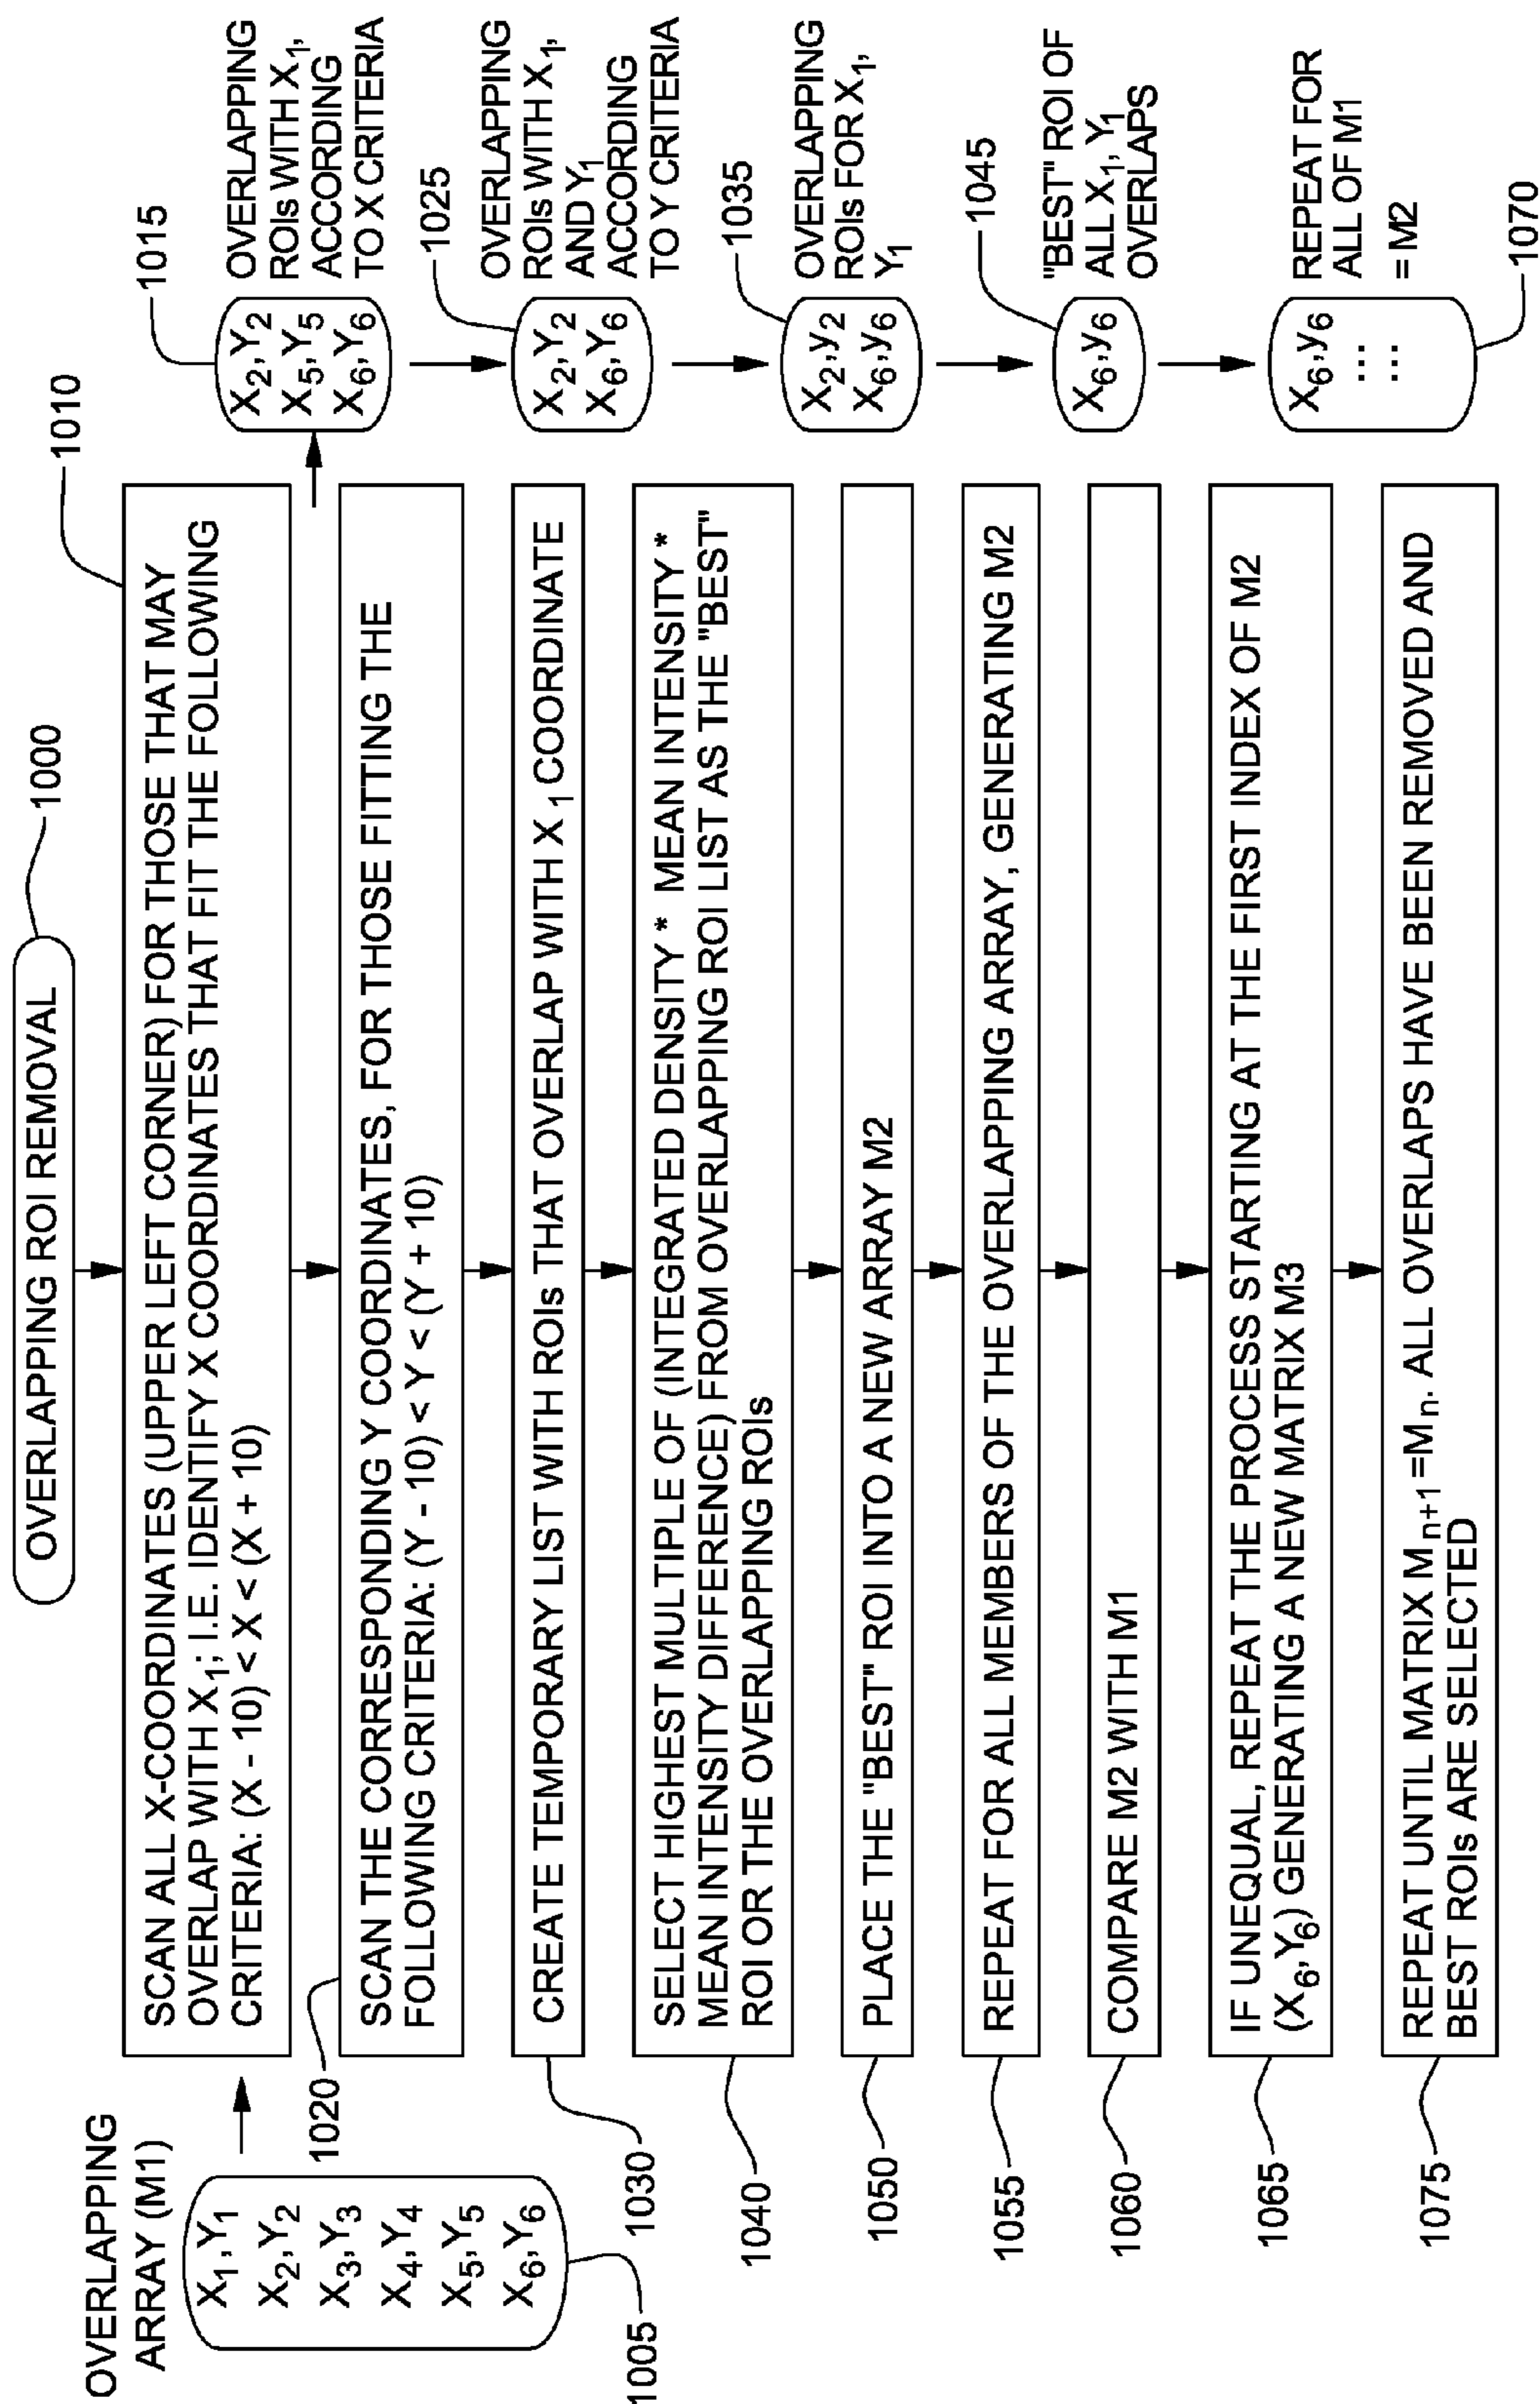 OVERLAPPING ROI REMOVAL
1000
OVERLAPPING
ARRAY (M1)
X1,Y1
X2,Y2
X3,Y3
X4,Y4
X5,Y5
X6,Y6
1005
1010
SCAN ALL X-COORDINATES (UPPER LEFT CORNER) FOR THOSE THAT MAY
OVERLAP WITH X1; I.E. IDENTIFY X COORDINATES THAT FIT THE FOLLOWING
CRITERIA: (X - 10) < X < (X + 10)
1015
X2,Y2
X5,Y5
X6,Y6
OVERLAPPING
ROIs WITH X1,
ACCORDING
TO X CRITERIA
1020
SCAN THE CORRESPONDING Y COORDINATES, FOR THOSE FITTING THE
FOLLOWING CRITERIA: (Y - 10) < Y < (Y + 10)
1025
X2,Y2
X6,Y6
OVERLAPPING
ROIs WITH X1,
AND Y1
ACCORDING
TO Y CRITERIA
1030
CREATE TEMPORARY LIST WITH ROIs THAT OVERLAP WITH X1 COORDINATE
1035
X2,y2
X6,y6
OVERLAPPING
ROIs FOR X1,
Y1
1040
SELECT HIGHEST MULTIPLE OF (INTEGRATED DENSITY * MEAN INTENSITY *
MEAN INTENSITY DIFFERENCE) FROM OVERLAPPING ROI LIST AS THE "BEST"
ROI OR THE OVERLAPPING ROIs
1045
X6,y6
"BEST" ROI OF
ALL X1, Y1
OVERLAPS
1050
PLACE THE "BEST" ROI INTO A NEW ARRAY M2
1055
REPEAT FOR ALL MEMBERS OF THE OVERLAPPING ARRAY, GENERATING M2
1060
COMPARE M2 WITH M1
1065
IF UNEQUAL, REPEAT THE PROCESS STARTING AT THE FIRST INDEX OF M2
(X6,Y6) GENERATING A NEW MATRIX M3
X6,y6
...
...
REPEAT FOR
ALL OF M1
= M2
1070
1075
REPEAT UNTIL MATRIX Mn+1 =Mn. ALL OVERLAPS HAVE BEEN REMOVED AND
BEST ROIs ARE SELECTED